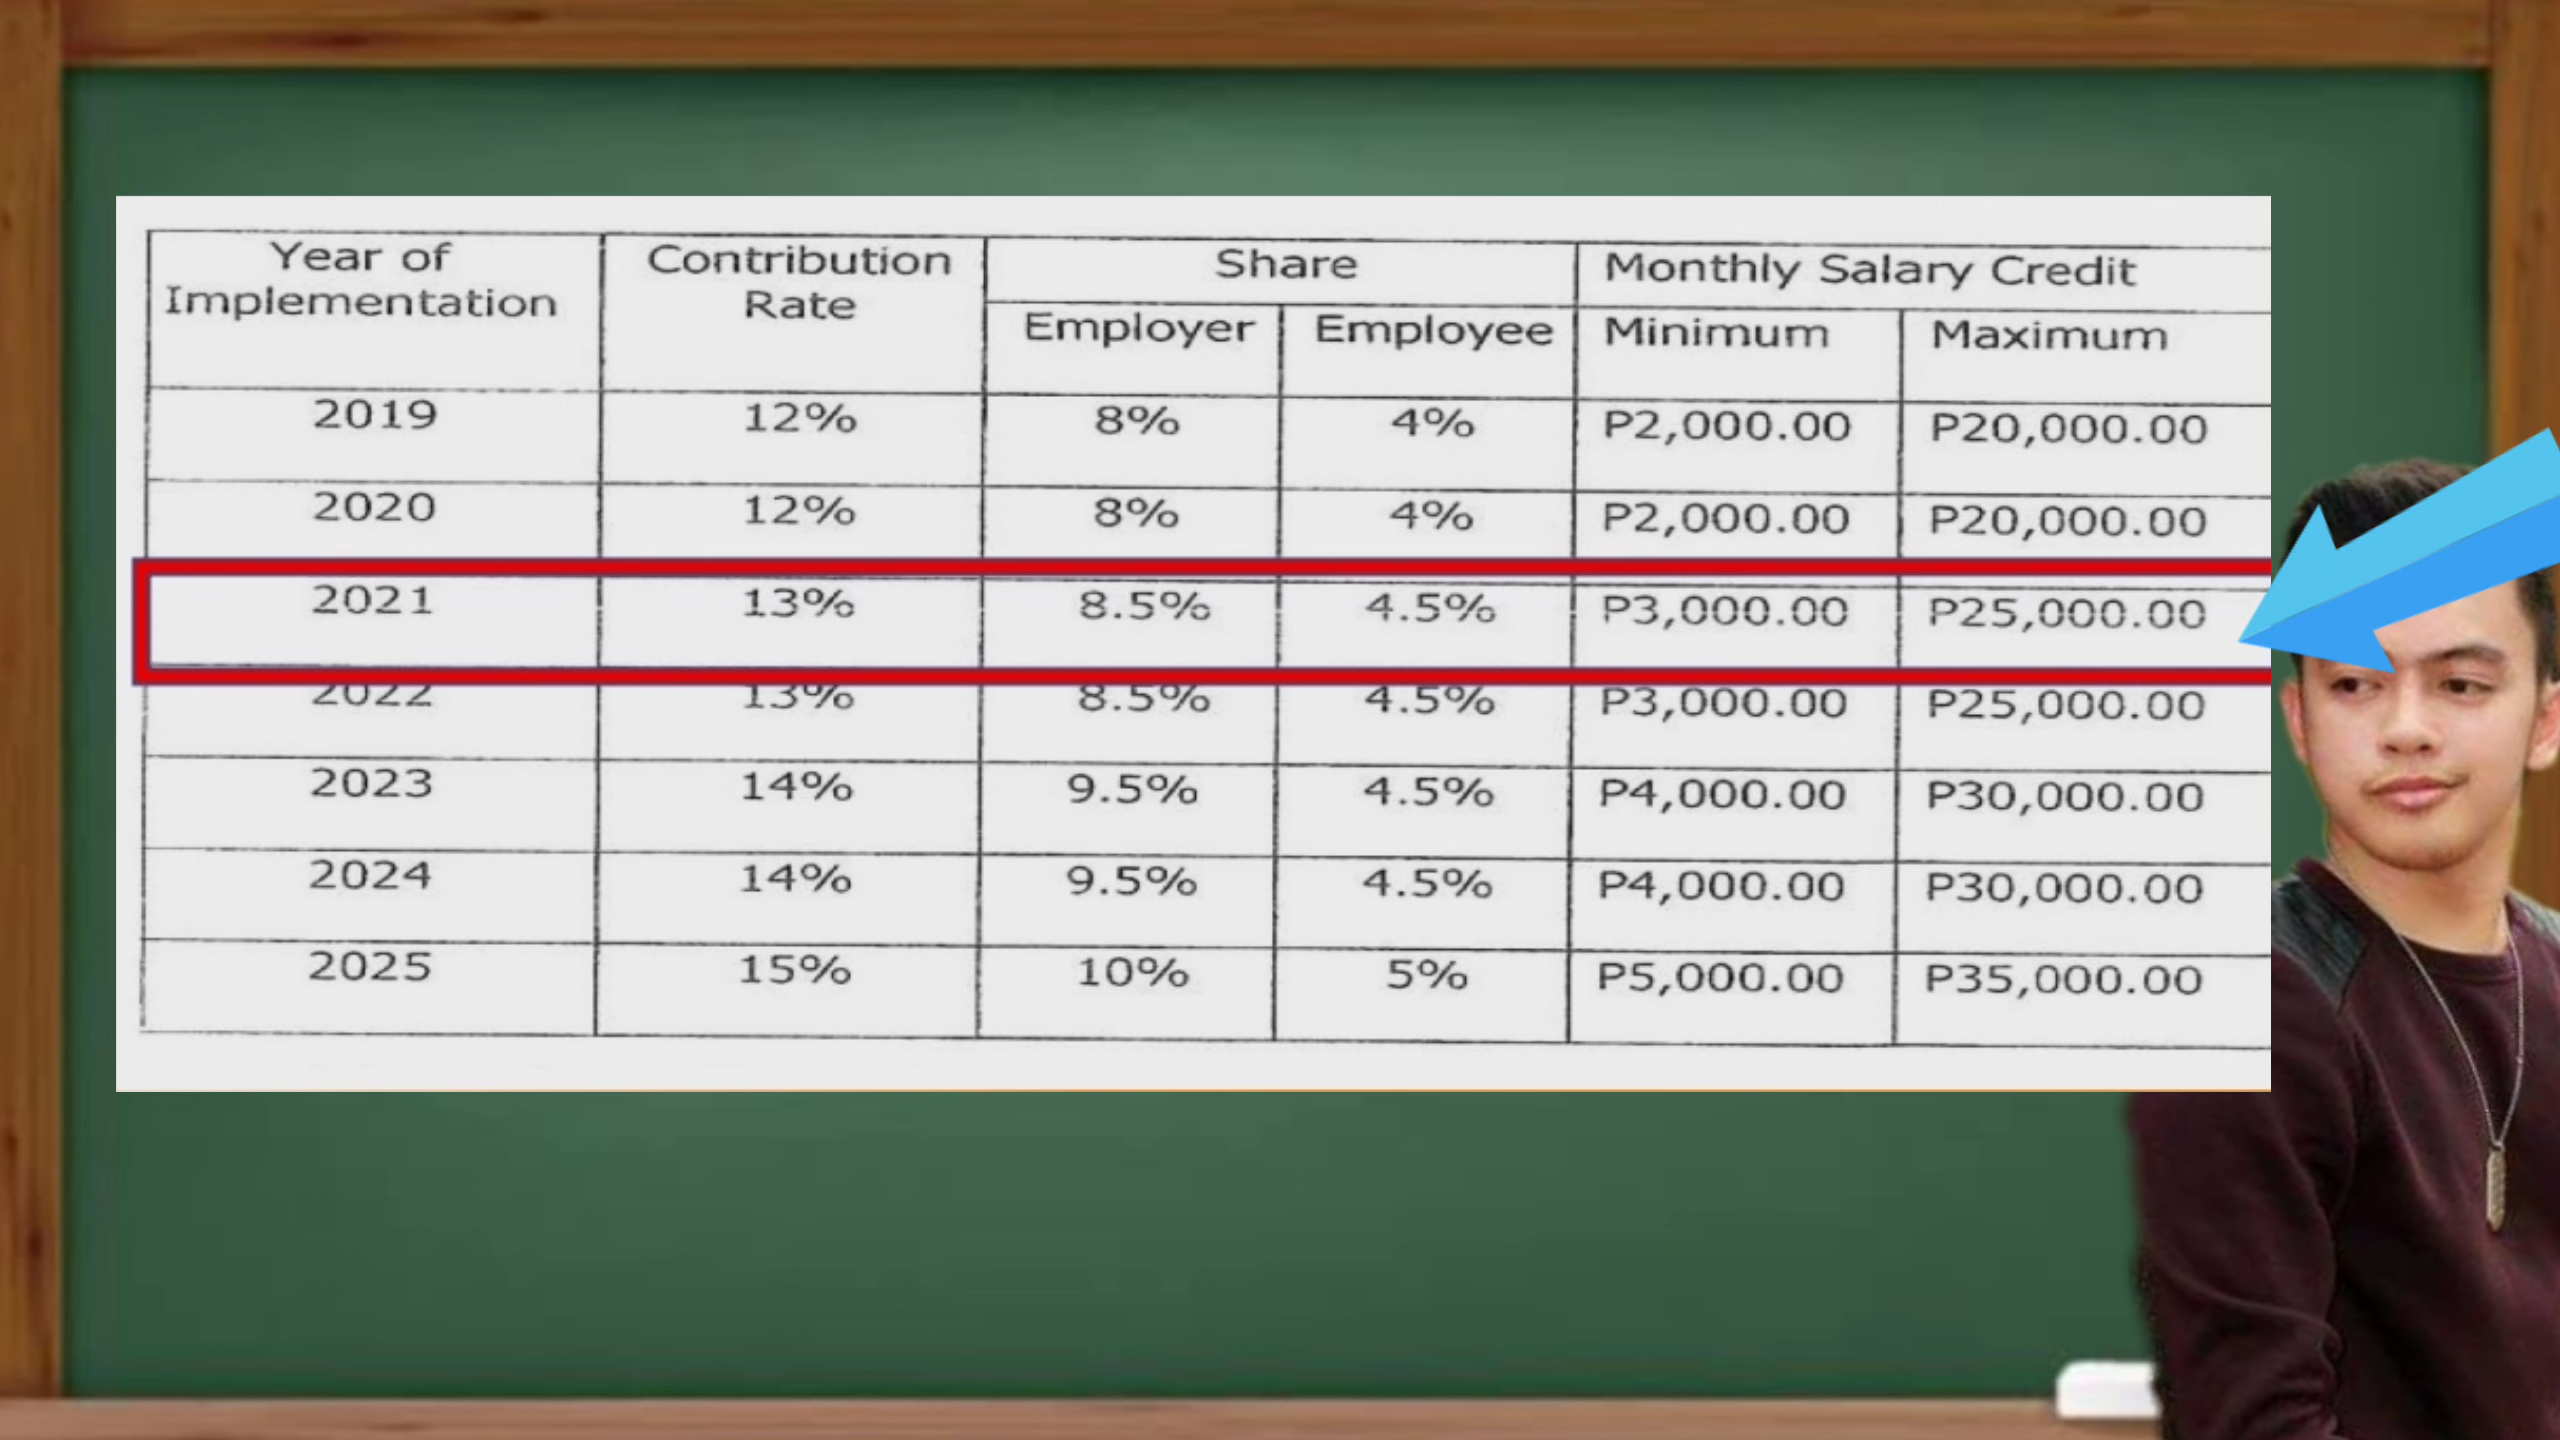 Year of Implementation Contribution Rate Share Monthly Salary Credit
Employer Employee Minimum Maximum
2019 12% 8% 4% P2,000.00 P20,000.00
2020 12% 8% 4% P2,000.00 P20,000.00
2021 13% 8.5% 4.5% P3,000.00 P25,000.00
2022 13% 8.5% 4.5% P3,000.00 P25,000.00
2023 14% 9.5% 4.5% P4,000.00 P30,000.00
2024 14% 9.5% 4.5% P4,000.00 P30,000.00
2025 15% 10% 5% P5,000.00 P35,000.00